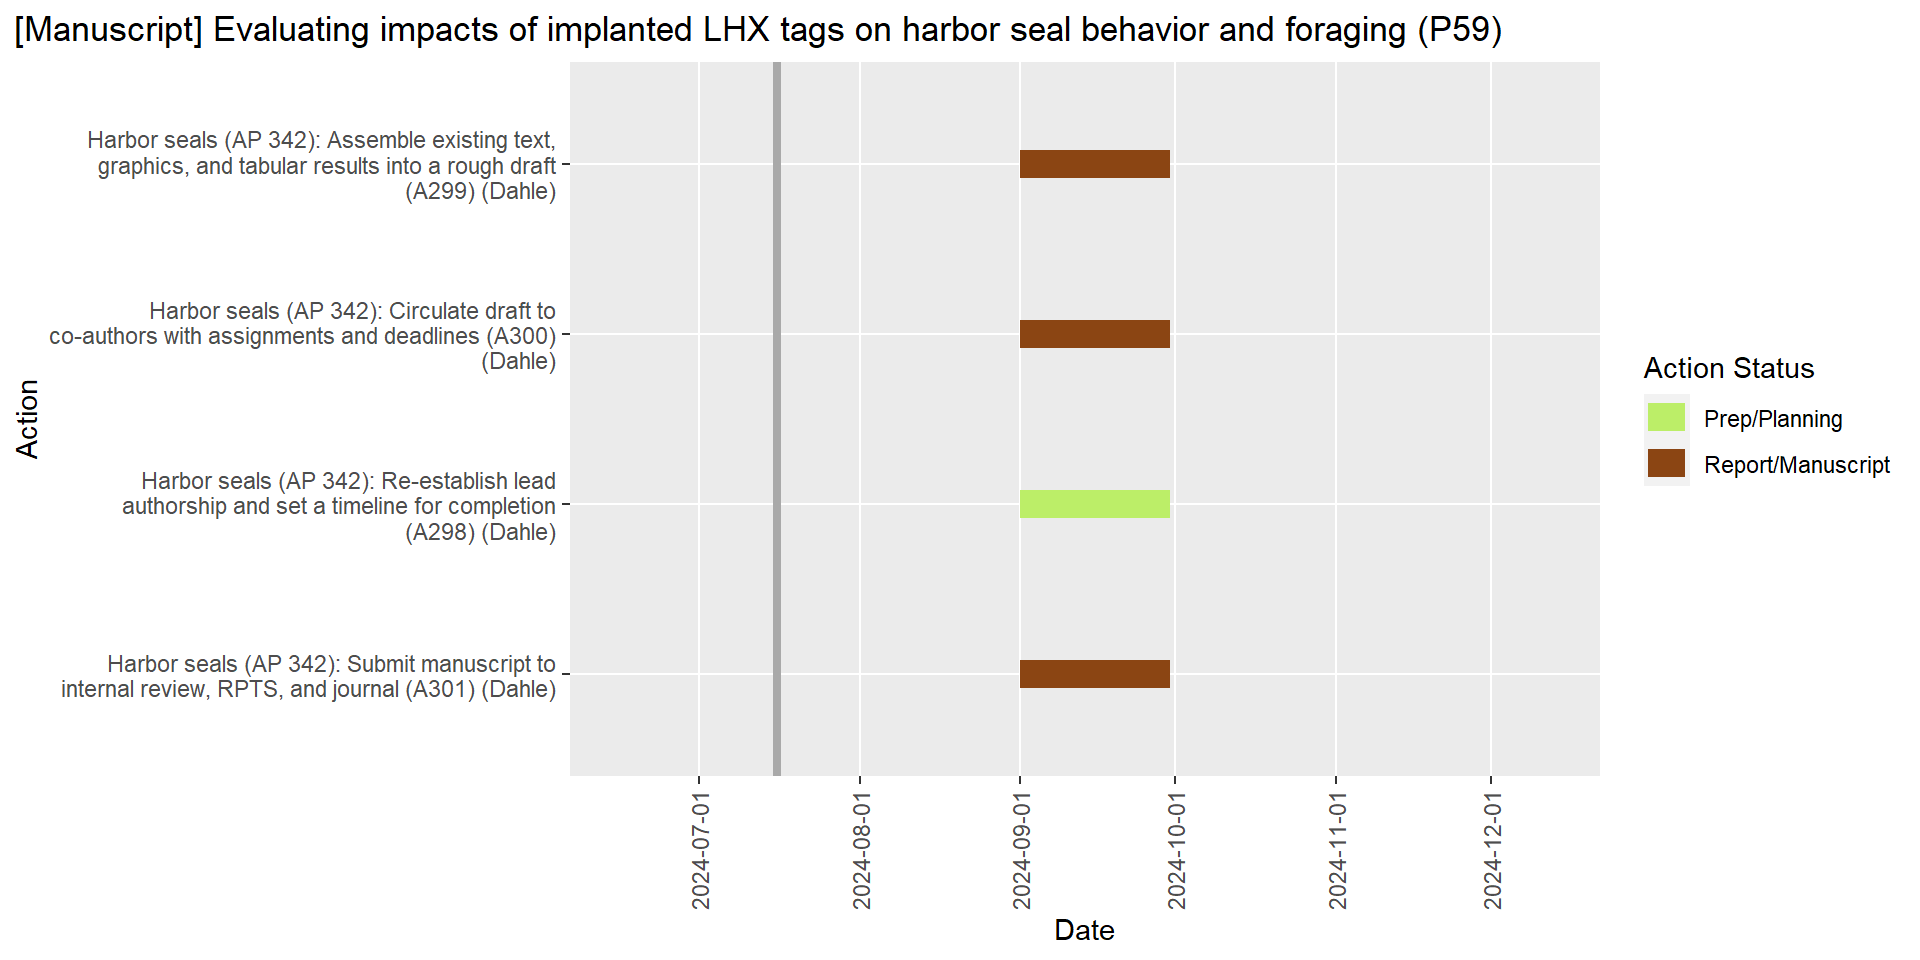 [Manuscript] Evaluating impacts of implanted LHX tags on harbor seal behavior and foraging (P59)
Action
Harbor seals (AP 342): Assemble existing text,
graphics, and tabular results into a rough draft
(A299) (Dahle)
Harbor seals (AP 342): Circulate draft to
co-authors with assignments and deadlines (A300)
(Dahle)
Harbor seals (AP 342): Re-establish lead
authorship and set a timeline for completion
(A298) (Dahle)
Harbor seals (AP 342): Submit manuscript to
internal review, RPTS, and journal (A301) (Dahle)
2024-07-01
2024-08-01
2024-09-01
2024-10-01
2024-11-01
2024-12-01
Date
Action Status
Prep/Planning
Report/Manuscript